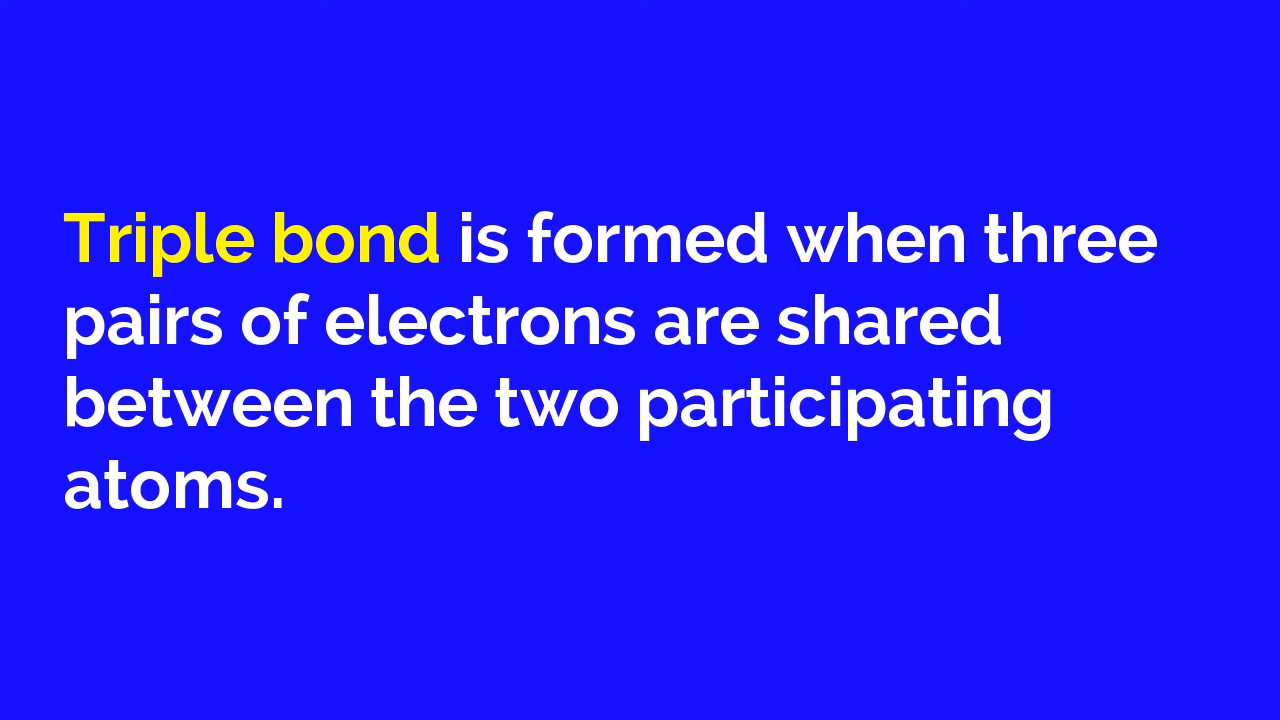 Triple bond is formed when three
pairs of electrons are shared
between the two participating
atoms.